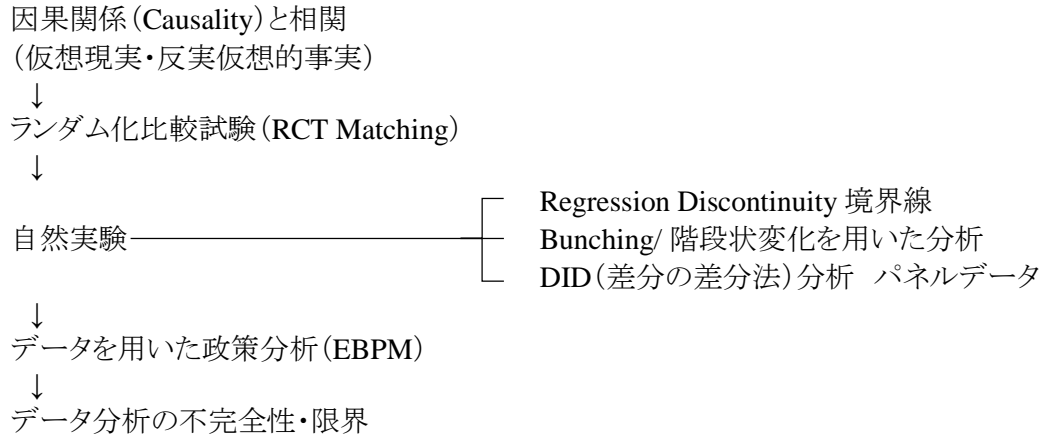 因果関係(Causality)と相関
(仮想現実・反実仮想的事実)
↓
ランダム化比較試験(RCT Matching)
↓
Regression Discontinuity 境界線
自然実験
Bunching/ 階段状変化を用いた分析
DID(差分の差分法)分析 パネルデータ
↓
データを用いた政策分析(EBPM)
↓
データ分析の不完全性・限界